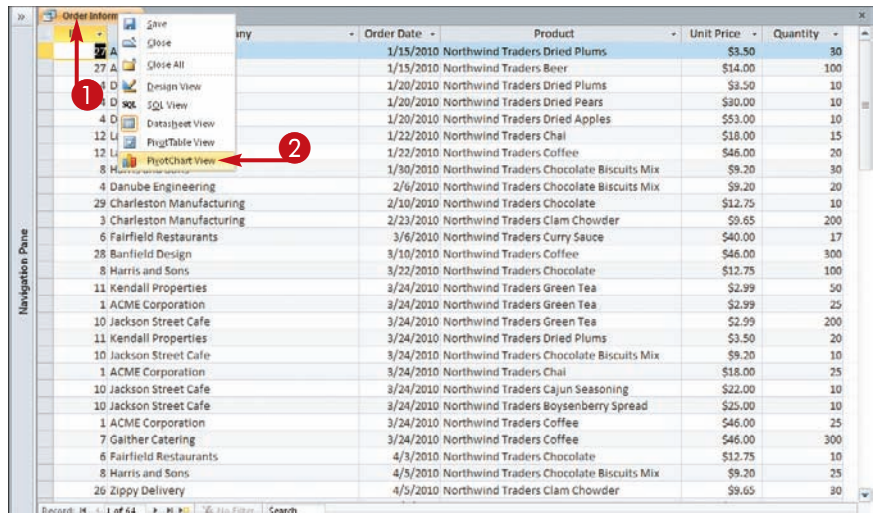 »
Order Inform
×
Save
Close
Close All
Design View
SQL SQL View
Datasheet View
PivotTable View
PivotChart View
1
2
Navigation Pane
I any Order Date Product Unit Price Quantity
27 A 1/15/2010 Northwind Traders Dried Plums $3.50 30
27 A 1/15/2010 Northwind Traders Beer $14.00 100
4 D 1/20/2010 Northwind Traders Dried Plums $3.50 10
4 D 1/20/2010 Northwind Traders Dried Pears $30.00 10
4 D 1/20/2010 Northwind Traders Dried Apples $53.00 10
12 L 1/22/2010 Northwind Traders Chai $18.00 15
12 L 1/22/2010 Northwind Traders Coffee $46.00 20
8 Harris and Sons 1/30/2010 Northwind Traders Chocolate Biscuits Mix $9.20 30
4 Danube Engineering 2/6/2010 Northwind Traders Chocolate Biscuits Mix $9.20 20
29 Charleston Manufacturing 2/10/2010 Northwind Traders Chocolate $12.75 10
3 Charleston Manufacturing 2/23/2010 Northwind Traders Clam Chowder $9.65 200
6 Fairfield Restaurants 3/6/2010 Northwind Traders Curry Sauce $40.00 17
28 Banfield Design 3/10/2010 Northwind Traders Coffee $46.00 300
8 Harris and Sons 3/22/2010 Northwind Traders Chocolate $12.75 100
11 Kendall Properties 3/24/2010 Northwind Traders Green Tea $2.99 50
1 ACME Corporation 3/24/2010 Northwind Traders Green Tea $2.99 25
10 Jackson Street Cafe 3/24/2010 Northwind Traders Green Tea $2.99 200
11 Kendall Properties 3/24/2010 Northwind Traders Dried Plums $3.50 20
10 Jackson Street Cafe 3/24/2010 Northwind Traders Chocolate Biscuits Mix $9.20 10
1 ACME Corporation 3/24/2010 Northwind Traders Chai $18.00 25
10 Jackson Street Cafe 3/24/2010 Northwind Traders Cajun Seasoning $22.00 10
10 Jackson Street Cafe 3/24/2010 Northwind Traders Boysenberry Spread $25.00 10
1 ACME Corporation 3/24/2010 Northwind Traders Coffee $46.00 25
7 Gaither Catering 3/24/2010 Northwind Traders Coffee $46.00 300
6 Fairfield Restaurants 4/3/2010 Northwind Traders Chocolate $12.75 10
8 Harris and Sons 4/5/2010 Northwind Traders Chocolate Biscuits Mix $9.20 25
26 Zippy Delivery 4/5/2010 Northwind Traders Clam Chowder $9.65 30
Record: 1 of 64 No Filter Search